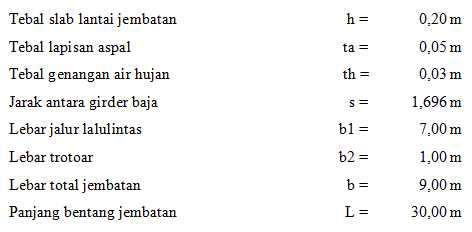 Tebal slab lantai jembatan h = 0,20 m
Tebal lapisan aspal ta = 0,05 m
Tebal genangan air hujan th = 0,03 m
Jarak antara girder baja s = 1,696 m
Lebar jalur lalulintas b1 = 7,00 m
Lebar trotoar b2 = 1,00 m
Lebar total jembatan b = 9,00 m
Panjang bentang jembatan L = 30,00 m